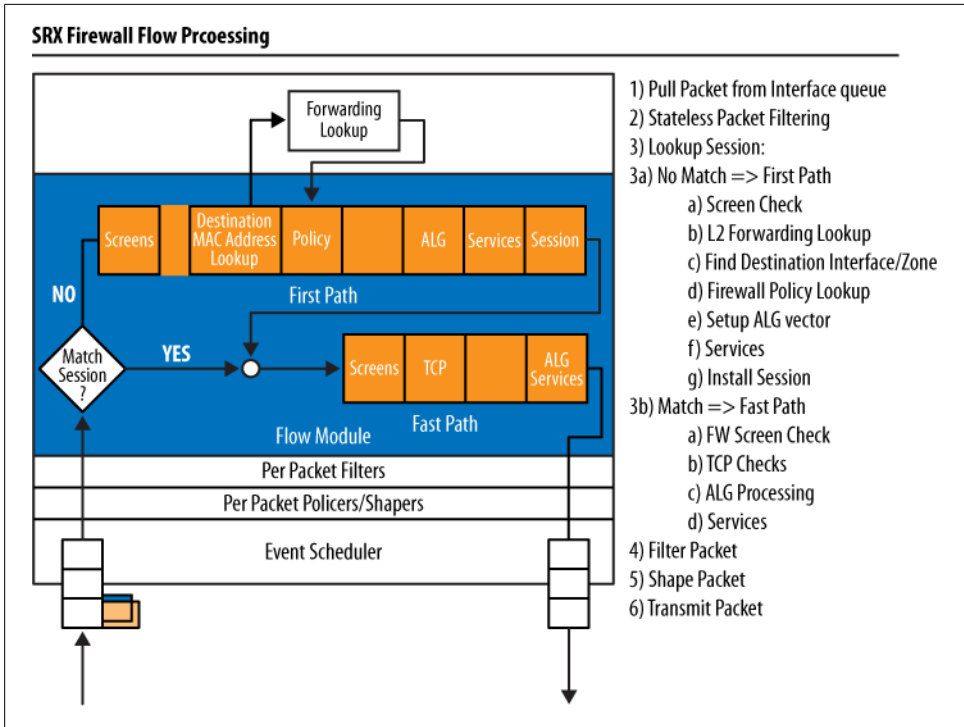 SRX Firewall Flow Prcoessing
Forwarding
Lookup
Screens
Destination
MAC Address
Lookup
Policy
ALG
Services
Session
First Path
NO
Match
Session
?
YES
Screens
TCP
ALG
Services
Fast Path
Flow Module
Per Packet Filters
Per Packet Policers/Shapers
Event Scheduler
1) Pull Packet from Interface queue
2) Stateless Packet Filtering
3) Lookup Session:
3a) No Match => First Path
a) Screen Check
b) L2 Forwarding Lookup
c) Find Destination Interface/Zone
d) Firewall Policy Lookup
e) Setup ALG vector
f) Services
g) Install Session
3b) Match => Fast Path
a) FW Screen Check
b) TCP Checks
c) ALG Processing
d) Services
4) Filter Packet
5) Shape Packet
6) Transmit Packet